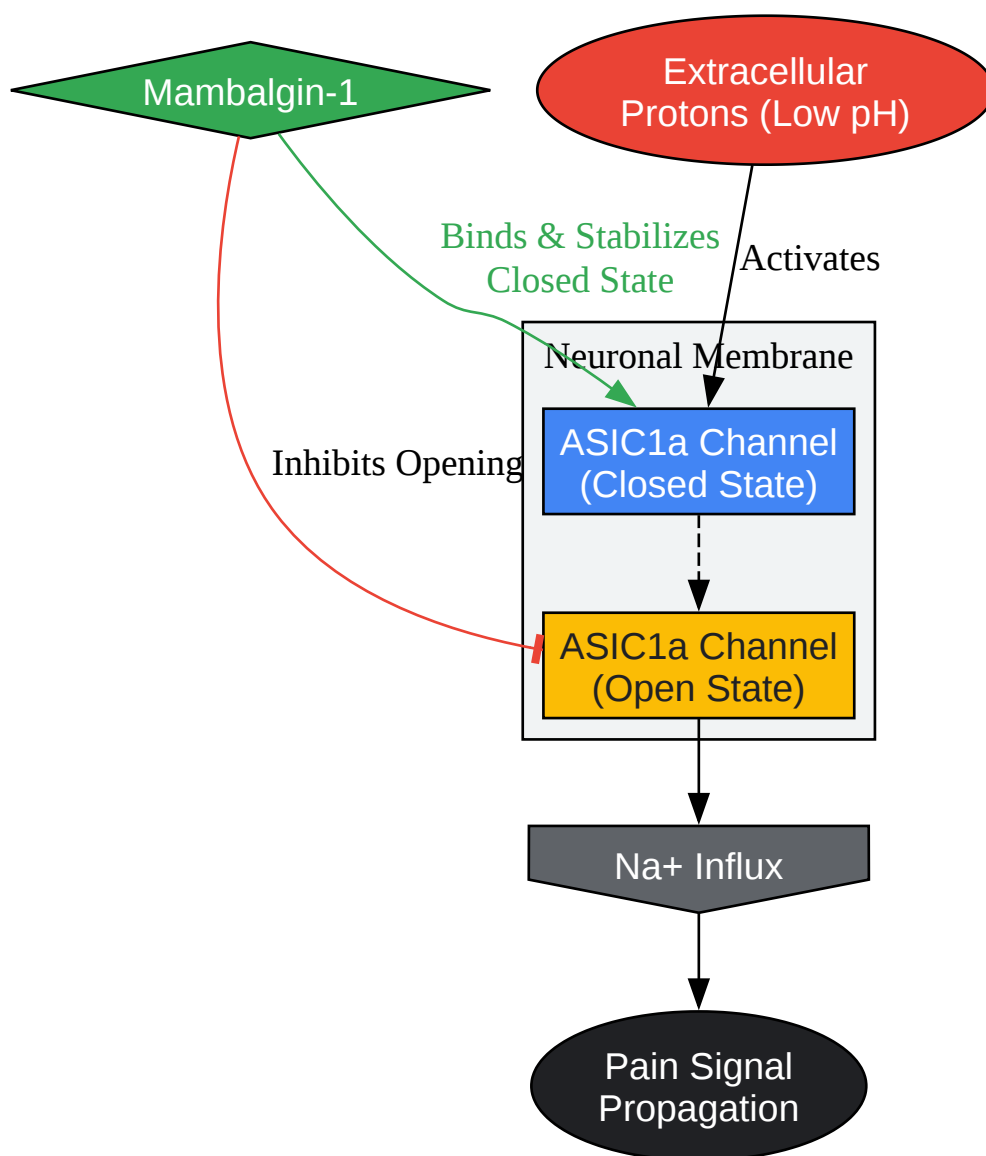 Mambalgin-1
Extracellular
Protons (Low pH)
Binds & Stabilizes
Closed State
Activates
Neuronal Membrane
ASIC1a Channel
(Closed State)
Inhibits Opening
ASIC1a Channel
(Open State)
Na+ Influx
Pain Signal
Propagation